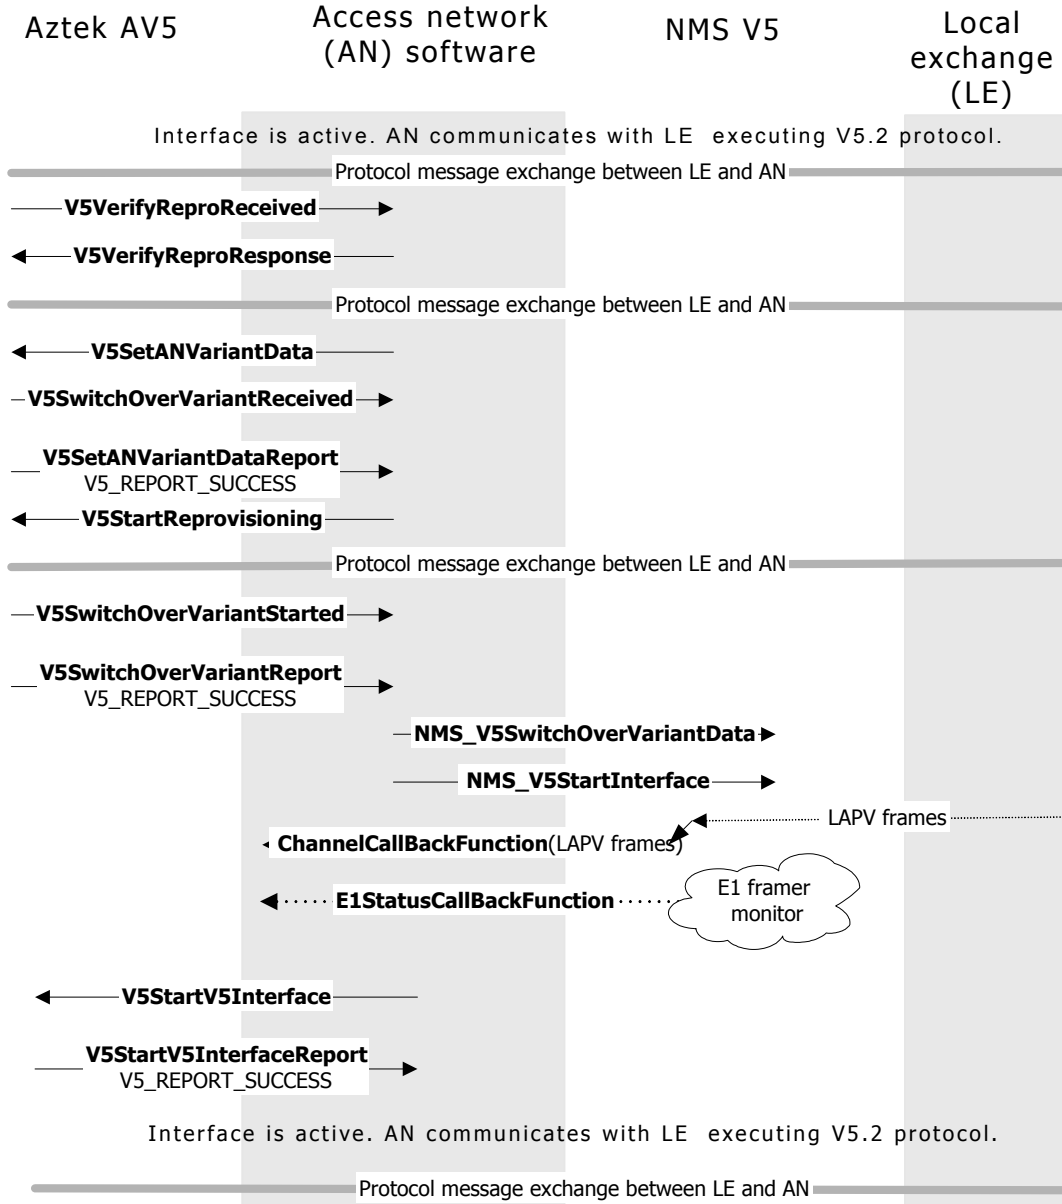 Aztek AV5
Access network
(AN) software
NMS V5
Local
exchange
(LE)
Interface is active. AN communicates with LE executing V5.2 protocol.
Protocol message exchange between LE and AN
V5VerifyReproReceived
V5VerifyReproResponse
Protocol message exchange between LE and AN
V5SetANVariantData
V5SwitchOverVariantReceived
V5SetANVariantDataReport
V5_REPORT_SUCCESS
V5StartReprovisioning
Protocol message exchange between LE and AN
V5SwitchOverVariantStarted
V5SwitchOverVariantReport
V5_REPORT_SUCCESS
NMS_V5SwitchOverVariantData
NMS_V5StartInterface
LAPV frames
ChannelCallBackFunction(LAPV frames)
E1StatusCallBackFunction
E1 framer
monitor
V5StartV5Interface
V5StartV5InterfaceReport
V5_REPORT_SUCCESS
Interface is active. AN communicates with LE executing V5.2 protocol.
Protocol message exchange between LE and AN